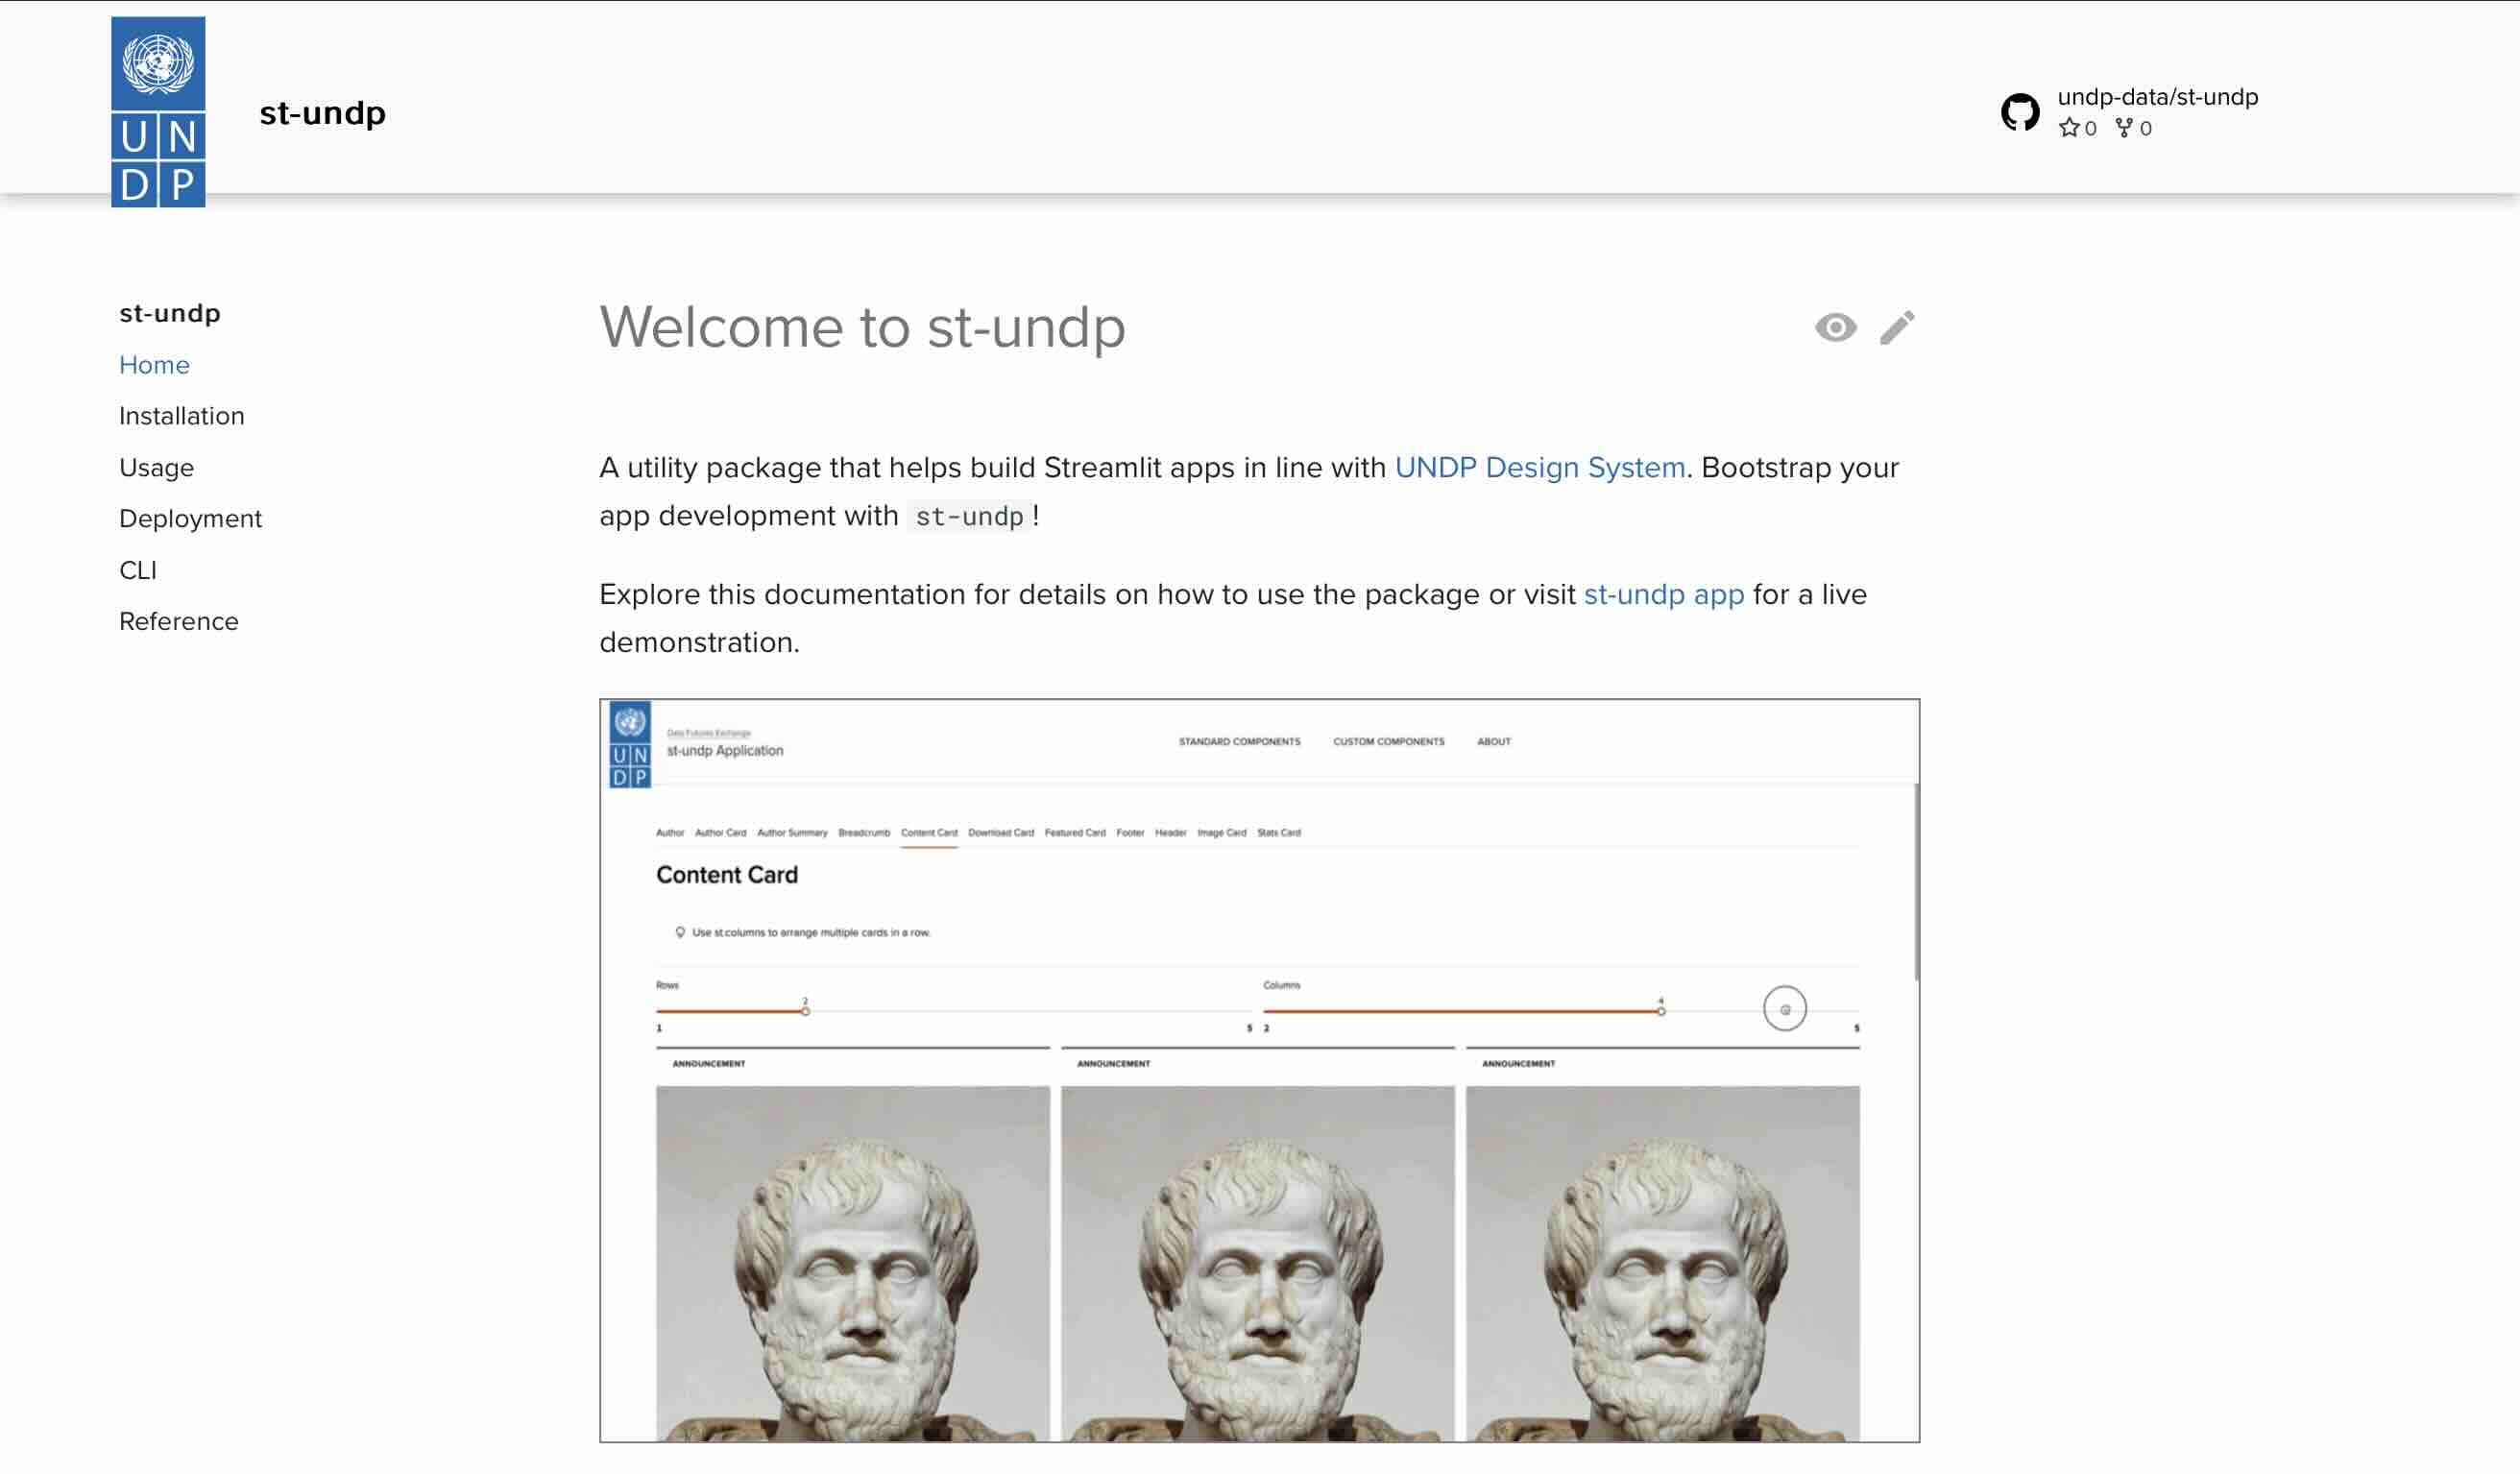 U N
D P
st-undp
undp-data/st-undp
0 0
st-undp
Home
Installation
Usage
Deployment
CLI
Reference
Welcome to st-undp
A utility package that helps build Streamlit apps in line with UNDP Design System. Bootstrap your
app development with st-undp!
Explore this documentation for details on how to use the package or visit st-undp app for a live
demonstration.
U N
D P
Data Futures Exchange
st-undp Application
STANDARD COMPONENTS CUSTOM COMPONENTS ABOUT
Author Author Card Author Summary Breadcrumb Content Card Download Card Featured Card Footer Header Image Card Stats Card
Content Card
Use st.columns to arrange multiple cards in a row.
Rows Columns
2 4
1 5 2 5
ANNOUNCEMENT ANNOUNCEMENT ANNOUNCEMENT